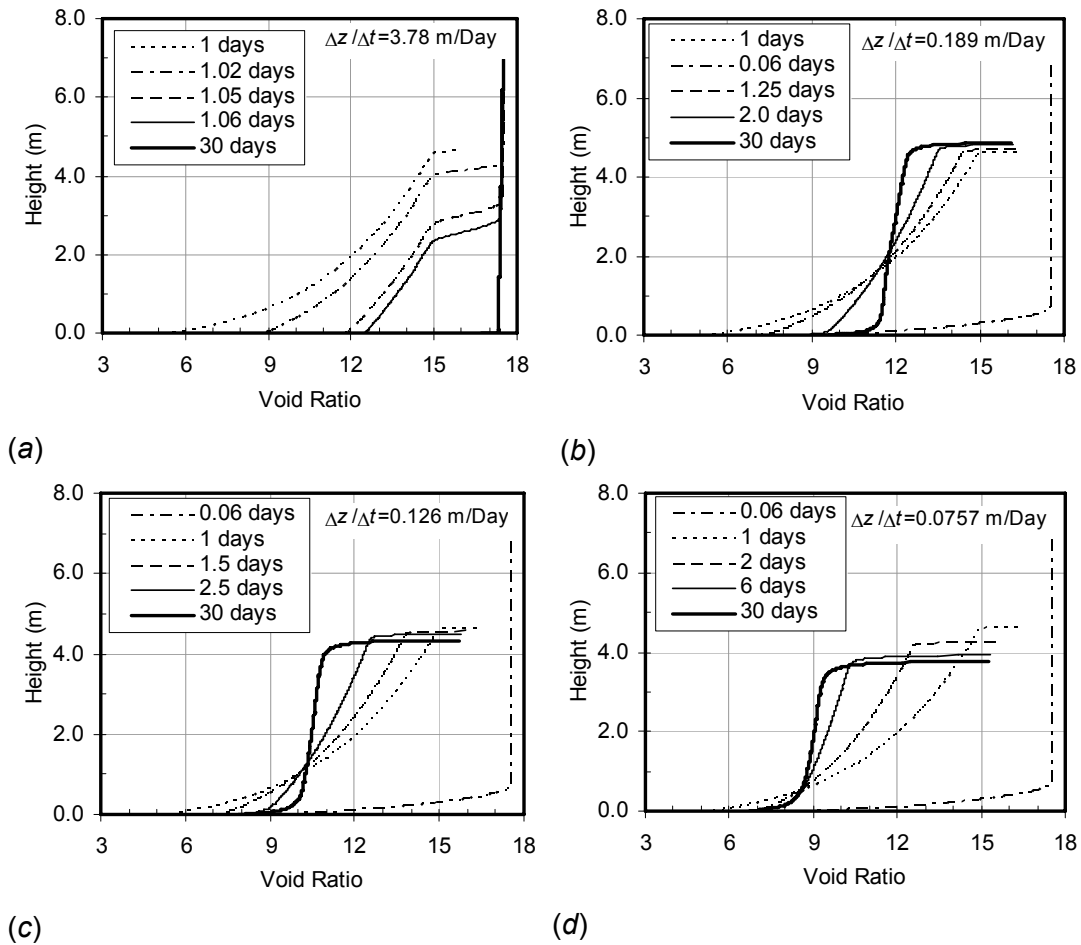 Δz /Δt=3.78 m/Day
1 days
1.02 days
1.05 days
1.06 days
30 days
8.0
6.0
4.0
2.0
0.0
Height (m)
3 6 9 12 15 18
Void Ratio
(a)
Δz /Δt=0.189 m/Day
1 days
0.06 days
1.25 days
2.0 days
30 days
8.0
6.0
4.0
2.0
0.0
Height (m)
3 6 9 12 15 18
Void Ratio
(b)
Δz /Δt=0.126 m/Day
0.06 days
1 days
1.5 days
2.5 days
30 days
8.0
6.0
4.0
2.0
0.0
Height (m)
3 6 9 12 15 18
Void Ratio
(c)
Δz /Δt=0.0757 m/Day
0.06 days
1 days
2 days
6 days
30 days
8.0
6.0
4.0
2.0
0.0
Height (m)
3 6 9 12 15 18
Void Ratio
(d)